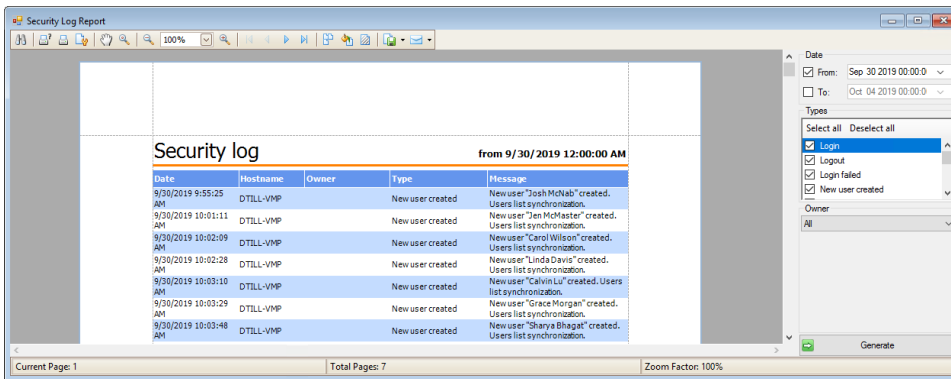 Security Log Report
100%
Security log
from 9/30/2019 12:00:00 AM
Date Hostname Owner Type Message
9/30/2019 9:55:25 AM DTILL-VMP New user created New user "Josh McNab" created. Users list synchronization.
9/30/2019 10:01:11 AM DTILL-VMP New user created New user "Jen McMaster" created. Users list synchronization.
9/30/2019 10:02:09 AM DTILL-VMP New user created New user "Carol Wilson" created. Users list synchronization.
9/30/2019 10:02:28 AM DTILL-VMP New user created New user "Linda Davis" created. Users list synchronization.
9/30/2019 10:03:10 AM DTILL-VMP New user created New user "Calvin Lu" created. Users list synchronization.
9/30/2019 10:03:29 AM DTILL-VMP New user created New user "Grace Morgan" created. Users list synchronization.
9/30/2019 10:03:48 AM DTILL-VMP New user created New user "Sharya Bhagat" created. Users list synchronization.
Date
From: Sep 30 2019 00:00:0
To: Oct 04 2019 00:00:0
Types
Select all Deselect all
Login
Logout
Login failed
New user created
Owner
All
Generate
Current Page: 1 Total Pages: 7 Zoom Factor: 100%